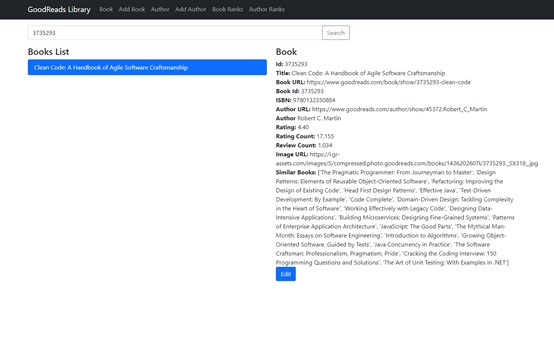 GoodReads Library Book Add Book Author Add Author Book Ranks Author Ranks
3735293 Search
Books List
Clean Code: A Handbook of Agile Software Craftsmanship
Book
Id: 3735293
Title: Clean Code: A Handbook of Agile Software Craftsmanship
Book URL: https://www.goodreads.com/book/show/3735293-clean-code
Book Id: 3735293
ISBN: 9780132350884
Author URL: https://www.goodreads.com/author/show/45372.Robert_C_Martin
Author Robert C. Martin
Rating: 4.40
Rating Count: 17,155
Review Count: 1,034
Image URL: https://i.gr-
assets.com/images/S/compressed.photo.goodreads.com/books/1436202607l/3735293._SX318_.jpg
Similar Books: ['The Pragmatic Programmer: From Journeyman to Master', 'Design
Patterns: Elements of Reusable Object-Oriented Software', 'Refactoring: Improving the
Design of Existing Code', 'Head First Design Patterns', 'Effective Java', 'Test-Driven
Development: By Example', 'Code Complete', 'Domain-Driven Design: Tackling Complexity
in the Heart of Software', 'Working Effectively with Legacy Code', 'Designing Data-
Intensive Applications', 'Building Microservices: Designing Fine-Grained Systems', 'Patterns
of Enterprise Application Architecture', 'JavaScript: The Good Parts', 'The Mythical Man-
Month: Essays on Software Engineering', 'Introduction to Algorithms', 'Growing Object-
Oriented Software, Guided by Tests', 'Java Concurrency in Practice', 'The Software
Craftsman: Professionalism, Pragmatism, Pride', 'Cracking the Coding Interview: 150
Programming Questions and Solutions', 'The Art of Unit Testing: With Examples in .NET']
Edit